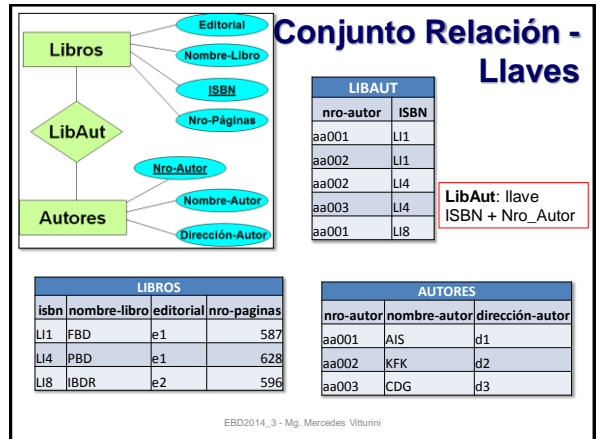 Conjunto Relación -
Llaves
Editorial
Libros
Nombre-Libro
ISBN
Nro-Páginas
LibAut
Nro-Autor
Nombre-Autor
Autores
Dirección-Autor
LIBAUT
nro-autor ISBN
aa001 LI1
aa002 LI1
aa002 LI4
aa003 LI4
aa001 LI8
LibAut: llave
ISBN + Nro_Autor
LIBROS
isbn nombre-libro editorial nro-paginas
LI1 FBD e1 587
LI4 PBD e1 628
LI8 IBDR e2 596
AUTORES
nro-autor nombre-autor dirección-autor
aa001 AIS d1
aa002 KFK d2
aa003 CDG d3
EBD2014_3 - Mg. Mercedes Vitturini